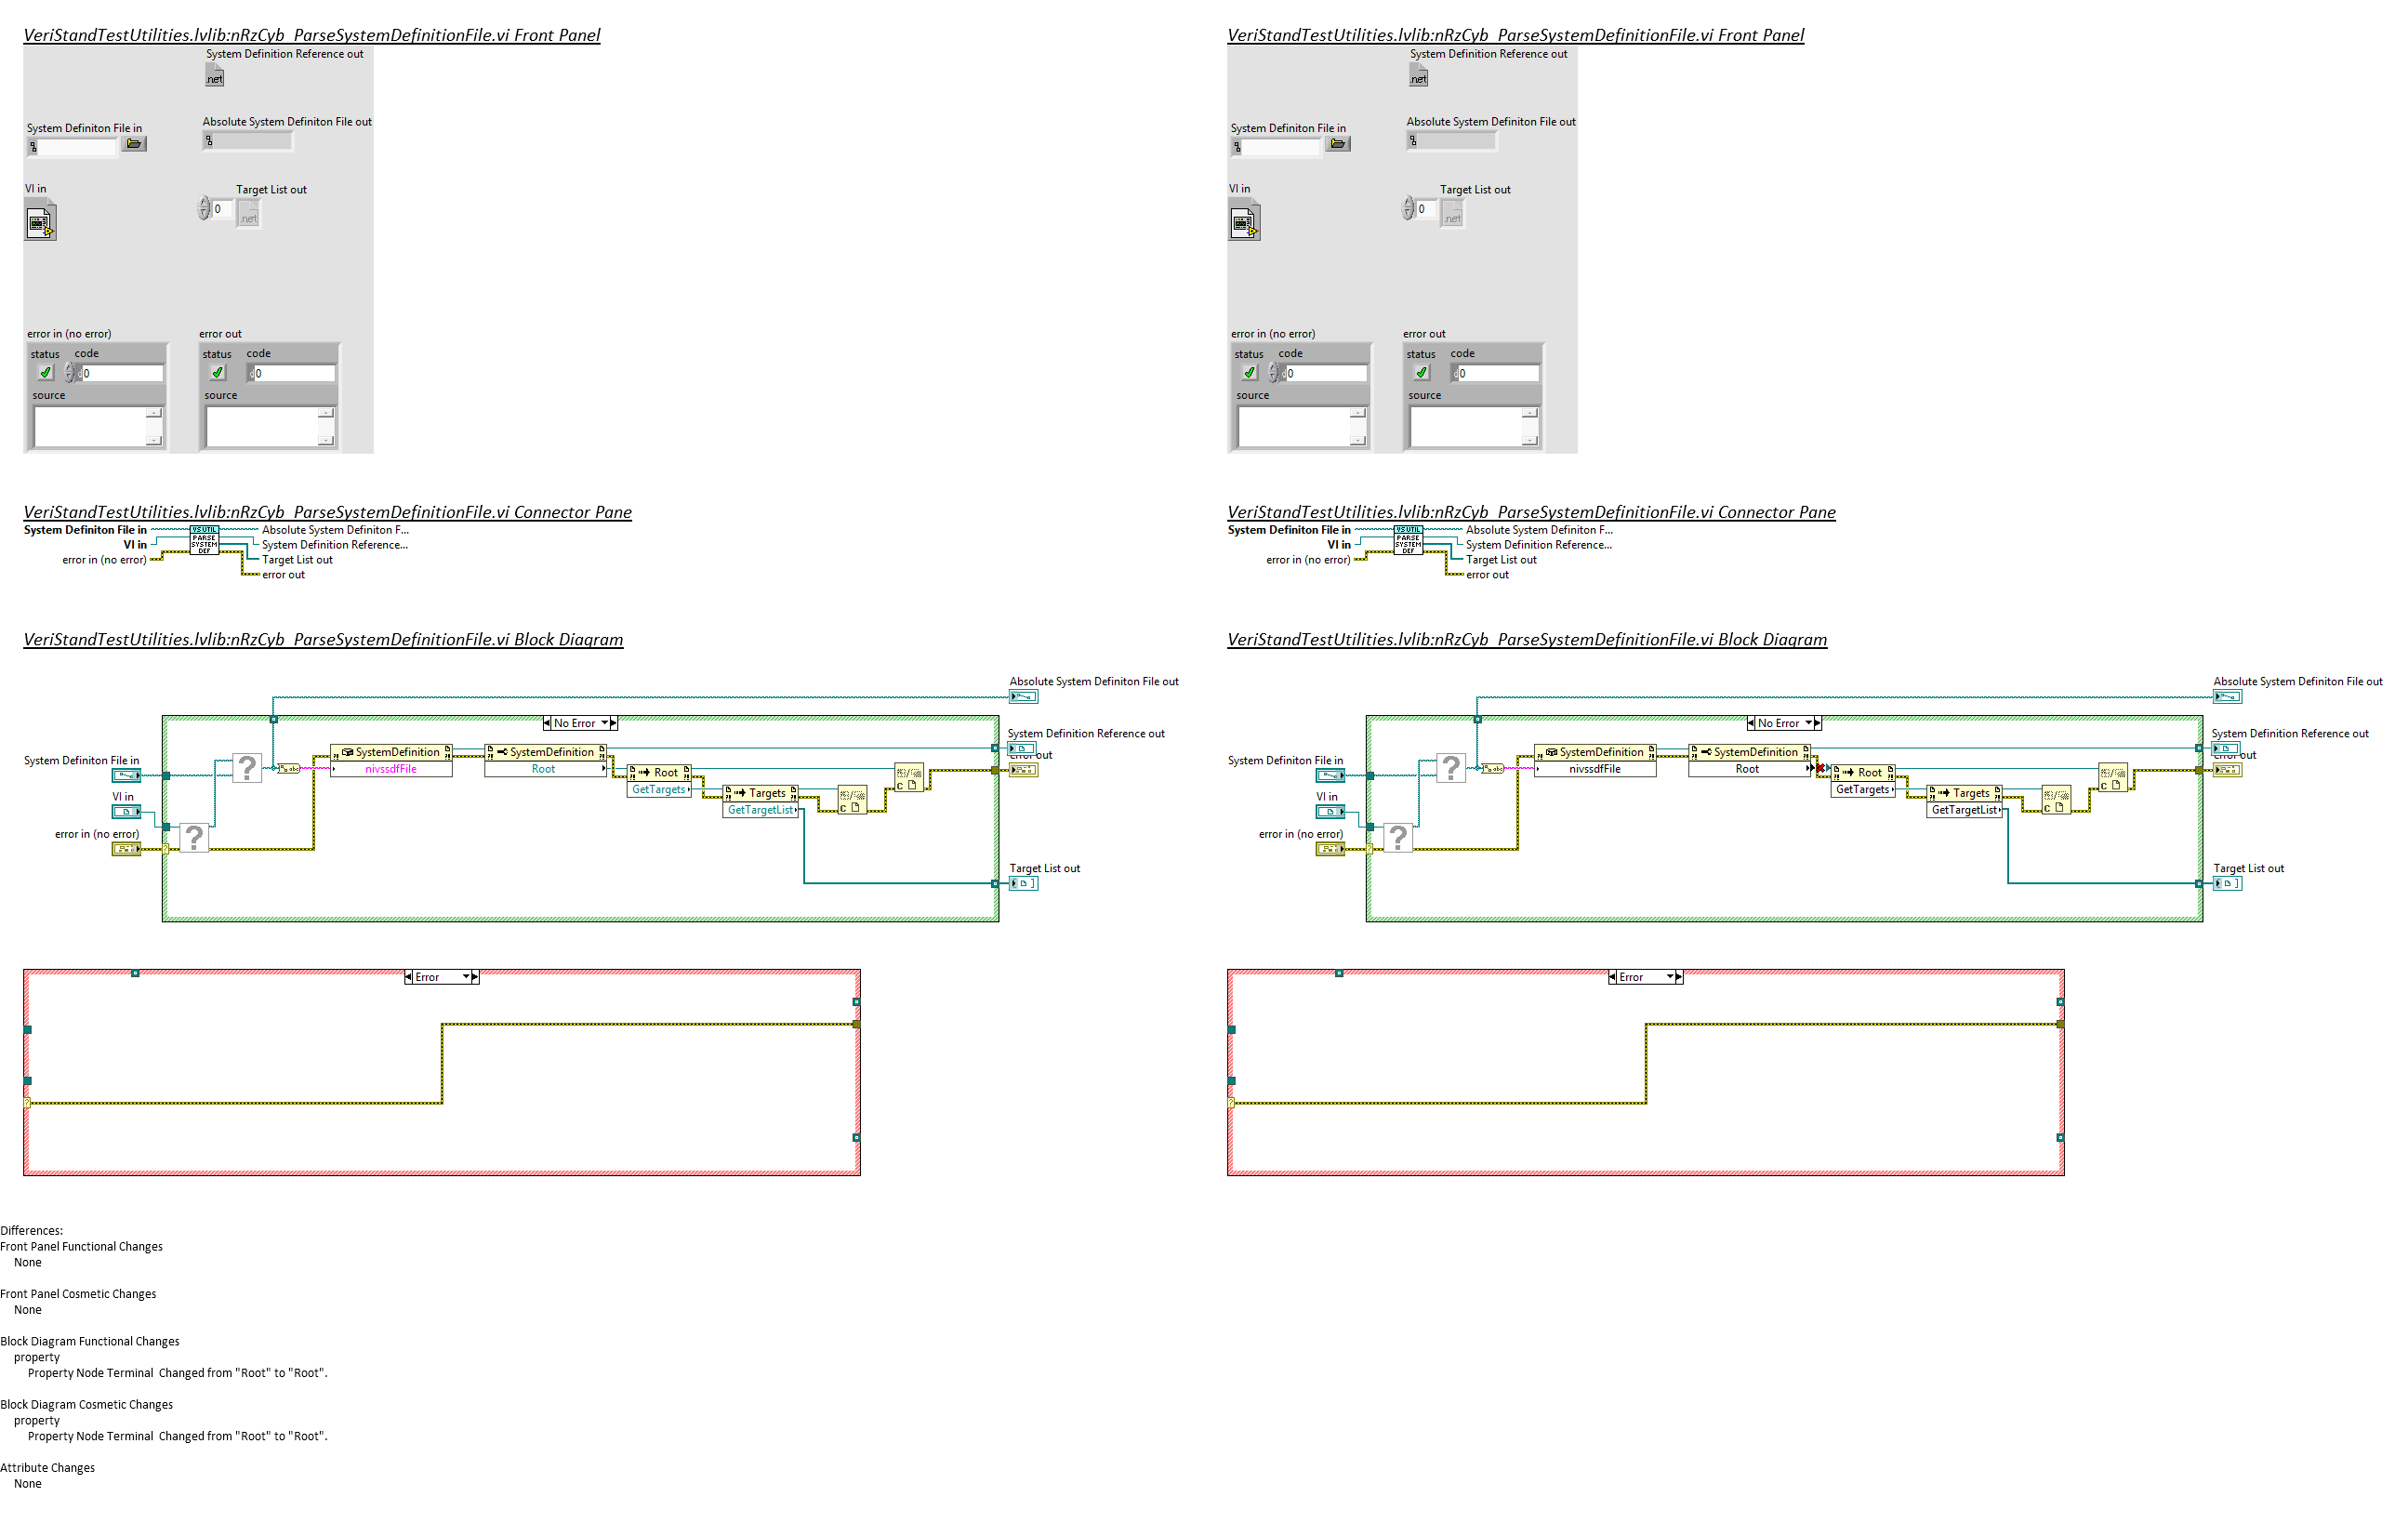 VeriStandTestUtilities.lvlib:nRzCyb_ParseSystemDefinitionFile.vi Front Panel
System Definition Reference out
.net
System Definiton File in
Absolute System Definiton File out
VI in
Target List out
0
.net
error in (no error)
error out
status code
0
source
status code
0
source
VeriStandTestUtilities.lvlib:nRzCyb_ParseSystemDefinitionFile.vi Connector Pane
System Definiton File in
VI in
error in (no error)
VS UTIL
PARSE
SYSTEM
DEF
Absolute System Definiton F...
System Definition Reference...
Target List out
error out
VeriStandTestUtilities.lvlib:nRzCyb_ParseSystemDefinitionFile.vi Block Diagram
Absolute System Definiton File out
No Error
System Definition Reference out
error out
System Definiton File in
VI in
error in (no error)
?
?
SystemDefinition
nivssdfFile
SystemDefinition
Root
Root
GetTargets
Targets
GetTargetList
Target List out
Error
VeriStandTestUtilities.lvlib:nRzCyb_ParseSystemDefinitionFile.vi Front Panel
System Definition Reference out
.net
System Definiton File in
Absolute System Definiton File out
VI in
Target List out
0
.net
error in (no error)
error out
status code
0
source
status code
0
source
VeriStandTestUtilities.lvlib:nRzCyb_ParseSystemDefinitionFile.vi Connector Pane
System Definiton File in
VI in
error in (no error)
VS UTIL
PARSE
SYSTEM
DEF
Absolute System Definiton F...
System Definition Reference...
Target List out
error out
VeriStandTestUtilities.lvlib:nRzCyb_ParseSystemDefinitionFile.vi Block Diagram
Absolute System Definiton File out
No Error
System Definition Reference out
error out
System Definiton File in
VI in
error in (no error)
?
?
SystemDefinition
nivssdfFile
SystemDefinition
Root
Root
GetTargets
Targets
GetTargetList
Target List out
Error
Differences:
Front Panel Functional Changes
None
Front Panel Cosmetic Changes
None
Block Diagram Functional Changes
property
Property Node Terminal  Changed from "Root" to "Root".
Block Diagram Cosmetic Changes
property
Property Node Terminal  Changed from "Root" to "Root".
Attribute Changes
None